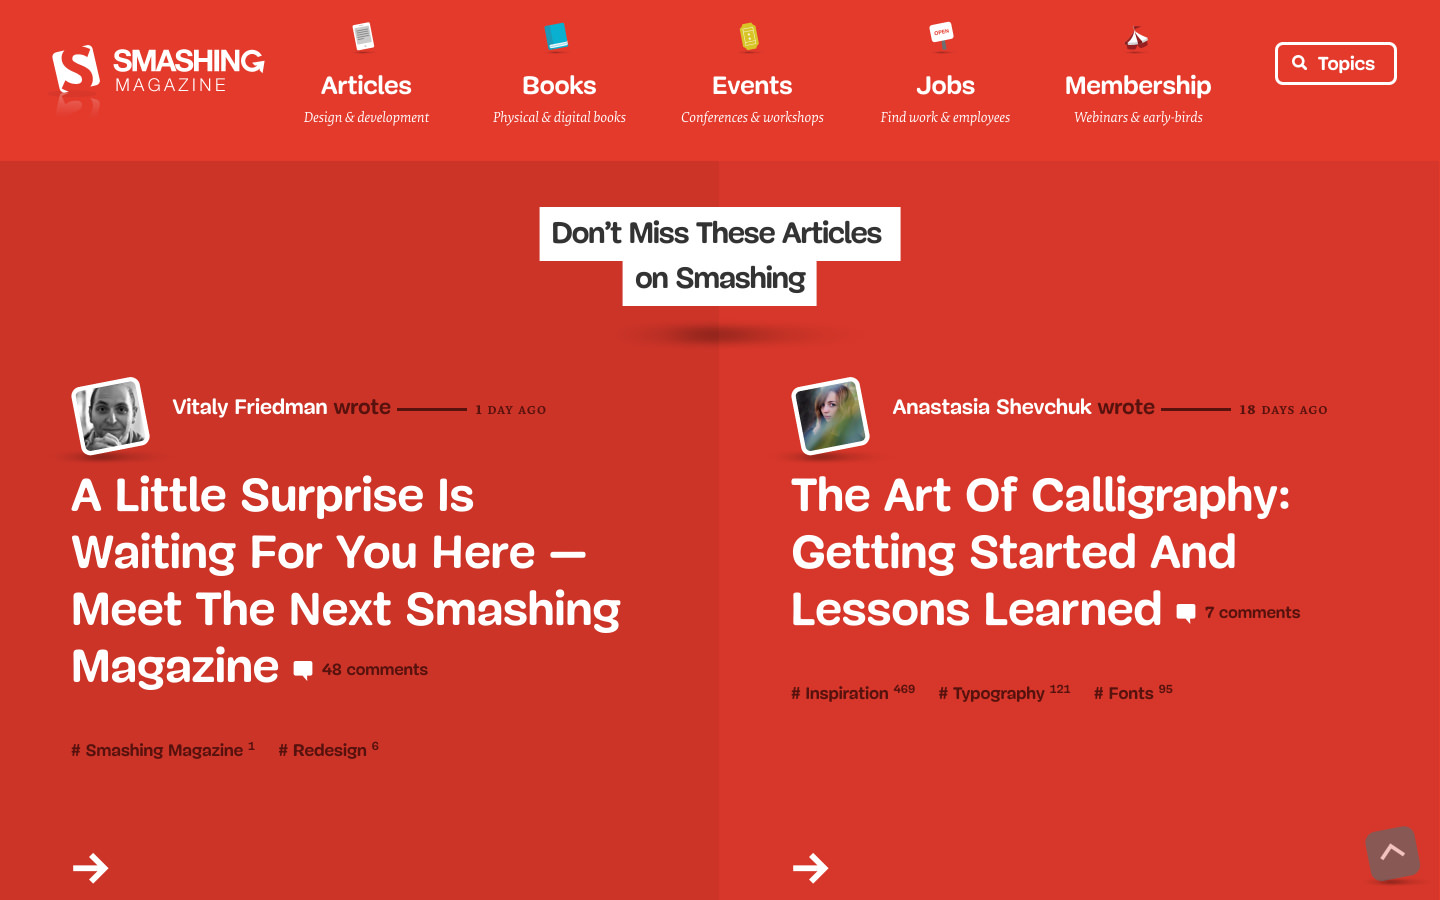 SMASHING
MAGAZINE
Articles
Design & development
Books
Physical & digital books
Events
Conferences & workshops
OPEN
Jobs
Find work & employees
Membership
Webinars & early-birds
Topics
Don’t Miss These Articles
on Smashing
Vitaly Friedman wrote 1 DAY AGO
A Little Surprise Is
Waiting For You Here —
Meet The Next Smashing
Magazine 48 comments
# Smashing Magazine 1 # Redesign 6
Anastasia Shevchuk wrote 18 DAYS AGO
The Art Of Calligraphy:
Getting Started And
Lessons Learned 7 comments
# Inspiration 469 # Typography 121 # Fonts 95